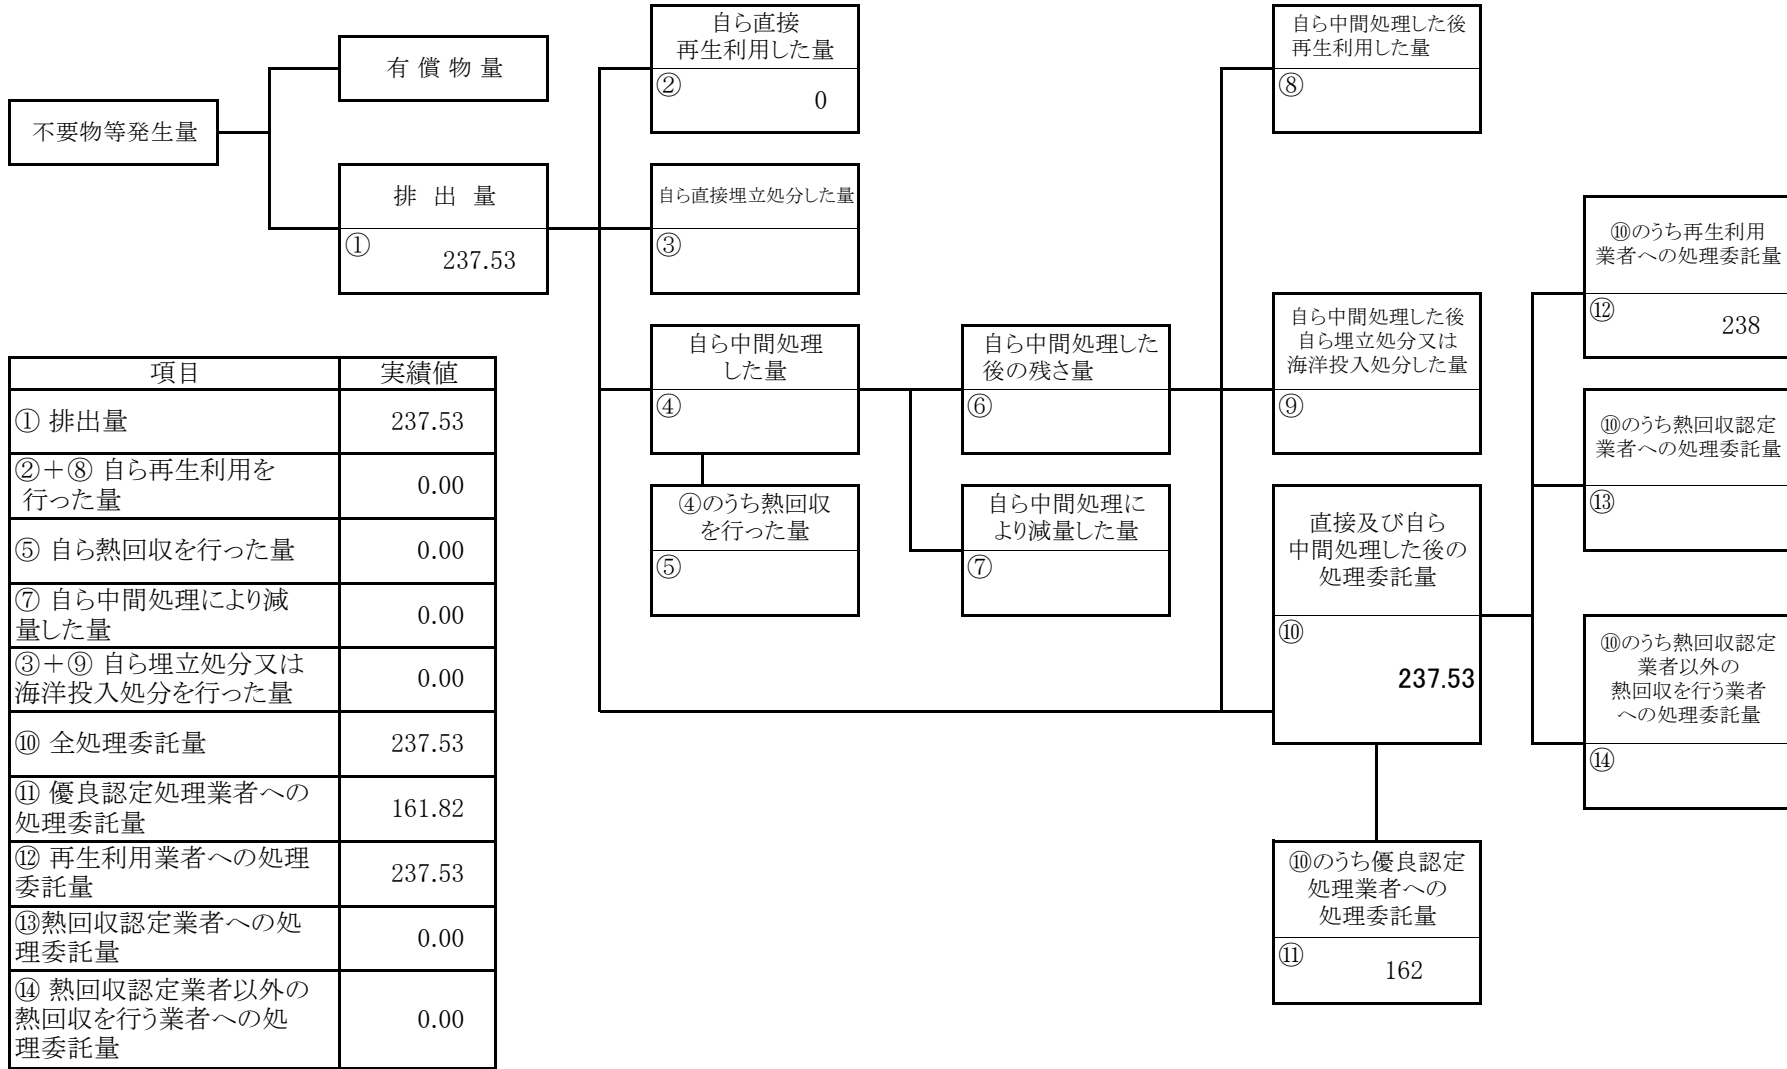 不要物等発生量
有 償 物 量
排 出 量
①
237.53
自ら直接
再生利用した量
②
0
自ら直接埋立処分した量
③
自ら中間処理
した量
④
④のうち熱回収
を行った量
⑤
自ら中間処理した
後の残さ量
⑥
自ら中間処理に
より減量した量
⑦
自ら中間処理した後
再生利用した量
⑧
自ら中間処理した後
自ら埋立処分又は
海洋投入処分した量
⑨
直接及び自ら
中間処理した後の
処理委託量
⑩
237.53
⑩のうち優良認定
処理業者への
処理委託量
⑪
162
⑩のうち再生利用
業者への処理委託量
⑫
238
⑩のうち熱回収認定
業者への処理委託量
⑬
⑩のうち熱回収認定
業者以外の
熱回収を行う業者
への処理委託量
⑭
項目 実績値
① 排出量 237.53
②＋⑧ 自ら再生利用を
行った量 0.00
⑤ 自ら熱回収を行った量 0.00
⑦ 自ら中間処理により減
量した量 0.00
③＋⑨ 自ら埋立処分又は
海洋投入処分を行った量 0.00
⑩ 全処理委託量 237.53
⑪ 優良認定処理業者への
処理委託量 161.82
⑫ 再生利用業者への処理
委託量 237.53
⑬熱回収認定業者への処
理委託量 0.00
⑭ 熱回収認定業者以外の
熱回収を行う業者への処
理委託量 0.00